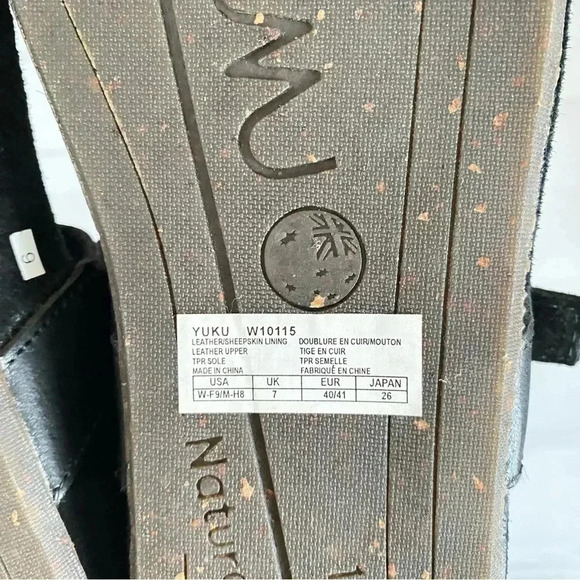 9
YUKU W10115
LEATHER/SHEEPSKIN LINING DOUBLURE EN CUIR/MOUTON
LEATHER UPPER TIGE EN CUIR
TPR SOLE TPR SEMELLE
MADE IN CHINA FABRIQUÉ EN CHINE
USA UK EUR JAPAN
W-F9/M-H8 7 40/41 26
Natur